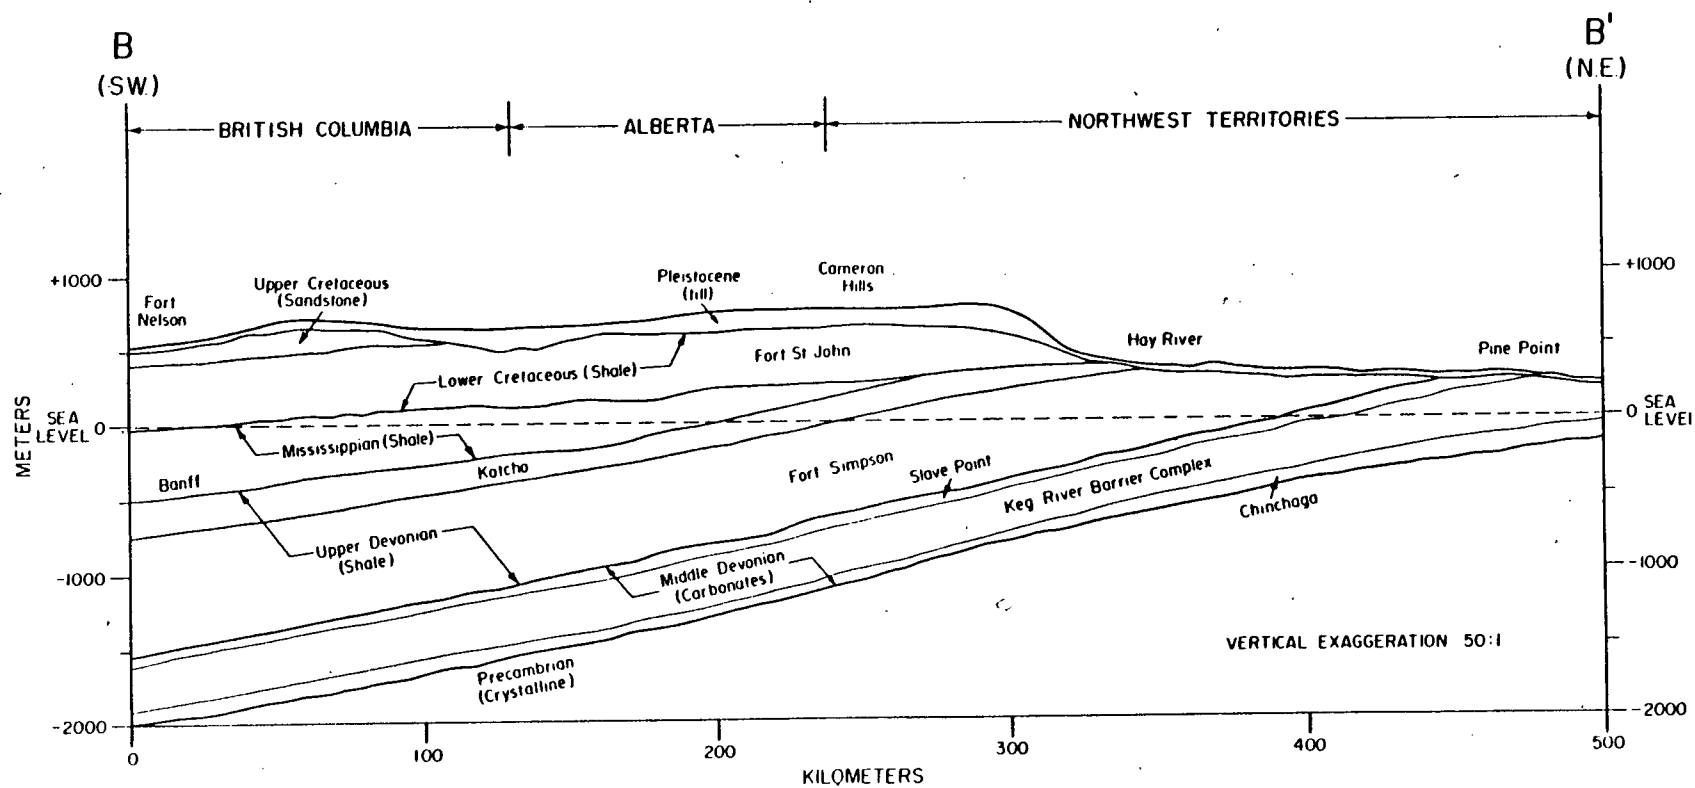 B
(SW.)
B'
(N.E.)
BRITISH COLUMBIA
ALBERTA
NORTHWEST TERRITORIES
+1000
Fort
Nelson
Upper Cretaceous
(Sandstone)
Pleistocene
(till)
Cameron
Hills
+1000
Hay River
Pine Point
Fort St John
Lower Cretaceous (Shale)
METERS
SEA
LEVEL
0
0
SEA
LEVEL
Mississippian (Shale)
Banff
Kotcho
Fort Simpson
Slave Point
Keg River Barrier Complex
Chinchaga
Upper Devonian
(Shale)
Middle Devonian
(Carbonates)
-1000
-1000
Precambrian
(Crystalline)
VERTICAL EXAGGERATION 50:1
-2000
-2000
0
100
200
300
400
500
KILOMETERS